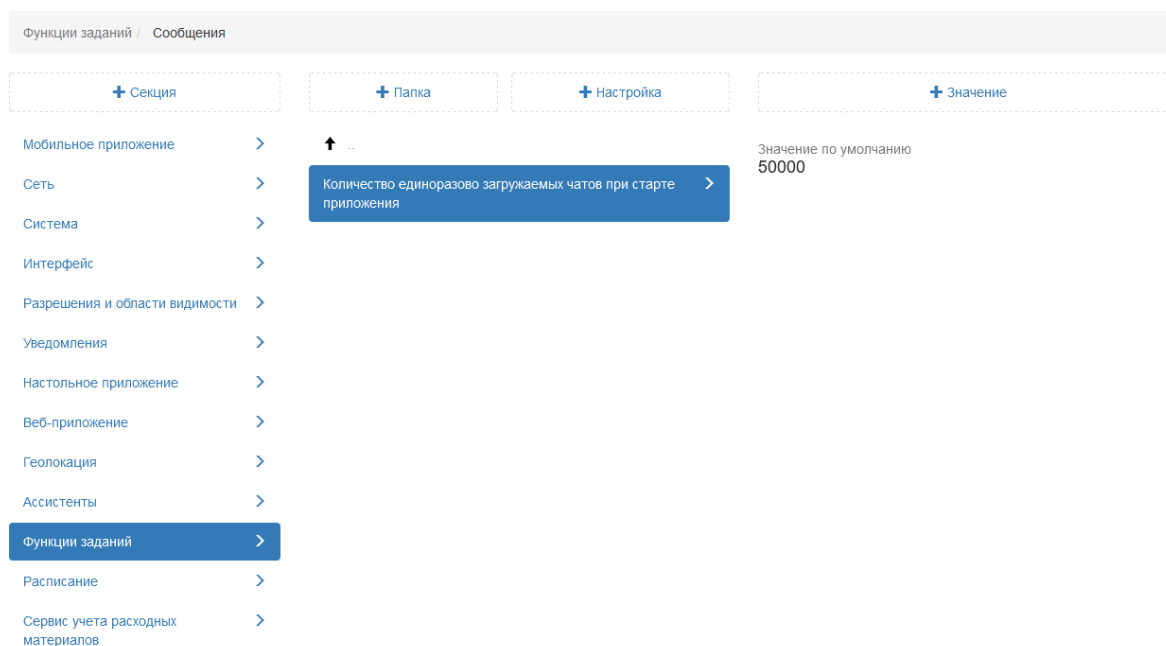 Функции заданий / Сообщения
+ Секция
+ Папка
+ Настройка
+ Значение
Мобильное приложение
Сеть
Система
Интерфейс
Разрешения и области видимости
Уведомления
Настольное приложение
Веб-приложение
Геолокация
Ассистенты
Функции заданий
Расписание
Сервис учета расходных
материалов
..
Количество единоразово загружаемых чатов при старте
приложения
Значение по умолчанию
50000